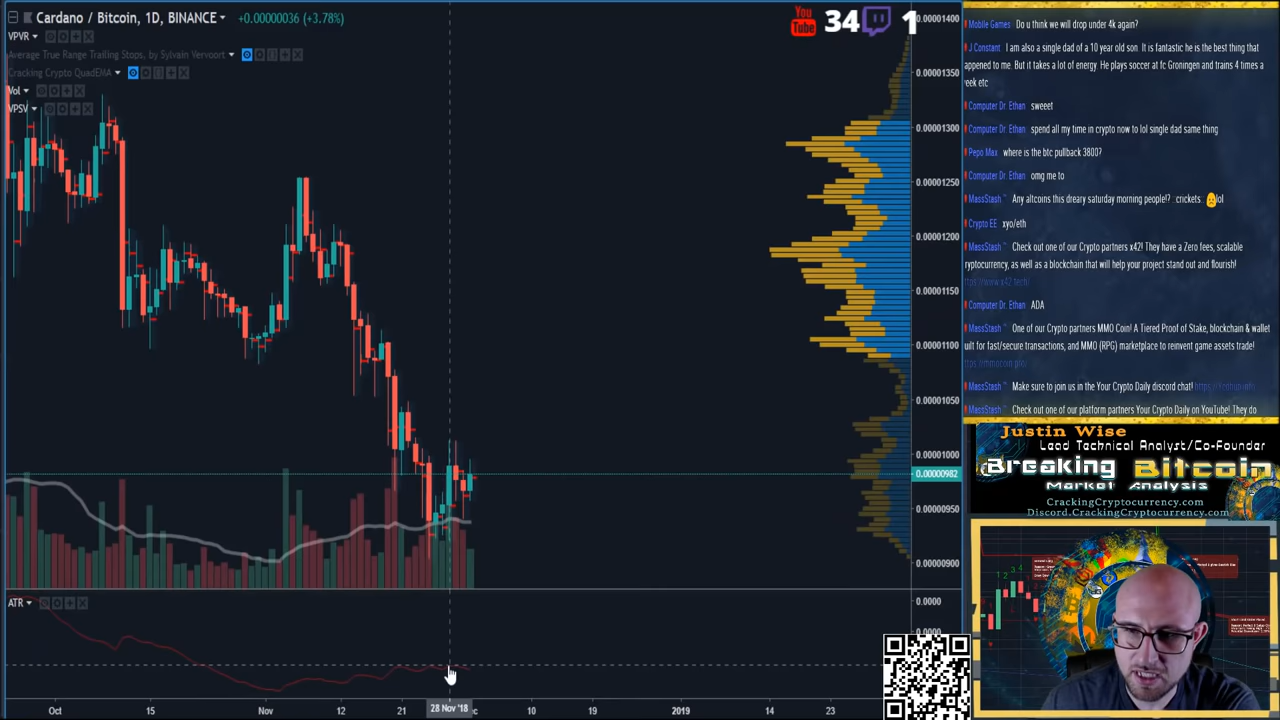 Cardano / Bitcoin, 1D, BINANCE
+0.00000036 (+3.78%)
VPVR
Average True Range Trailing Stops, by Sylvain Vervoort
Cracking Crypto QuadEMA
Vol
VPSV
You
Tube
34
1
0.00001400
0.00001350
0.00001300
0.00001250
0.00001200
0.00001150
0.00001100
0.00001050
0.00001000
0.00000982
0.00000950
0.00000900
ATR
0.0000
0.0000
Oct
15
Nov
12
21
28 Nov '18
10
19
2019
14
23
Mobile Games Do u think we will drop under 4k again?
J Constant I am also a single dad of a 10 year old son. It is fantastic he is the best thing that
appened to me. But it takes a lot of energy. He plays soccer at fc Groningen and trains 4 times a
eek etc
Computer Dr. Ethan sweeet
Computer Dr. Ethan spend all my time in crypto now to lol single dad same thing
Pepo Max where is the btc pullback 3800?
Computer Dr. Ethan omg me to
MassStash Any altcoins this dreary saturday morning people!? ..crickets lol
Crypto EE xyo/eth
MassStash Check out one of our Crypto partners x42! They have a Zero fees, scalable
ryptocurrency, as well as a blockchain that will help your project stand out and flourish!
ttps://www.x42.tech/
Computer Dr. Ethan ADA
MassStash One of our Crypto partners MMO Coin! A Tiered Proof of Stake, blockchain & wallet
uilt for fast/secure transactions, and MMO (RPG) marketplace to reinvent game assets trade!
ttps://mmocoin.pro/
MassStash Make sure to join us in the Your Crypto Daily discord chat!
MassStash Check out one of our platform partners Your Crypto Daily on YouTube! They do
Justin Wise
Lead Technical Analyst/Co-Founder
Breaking Bitcoin
Market Analysis
CrackingCryptocurrency.com
Discord.CrackingCryptocurrency.com